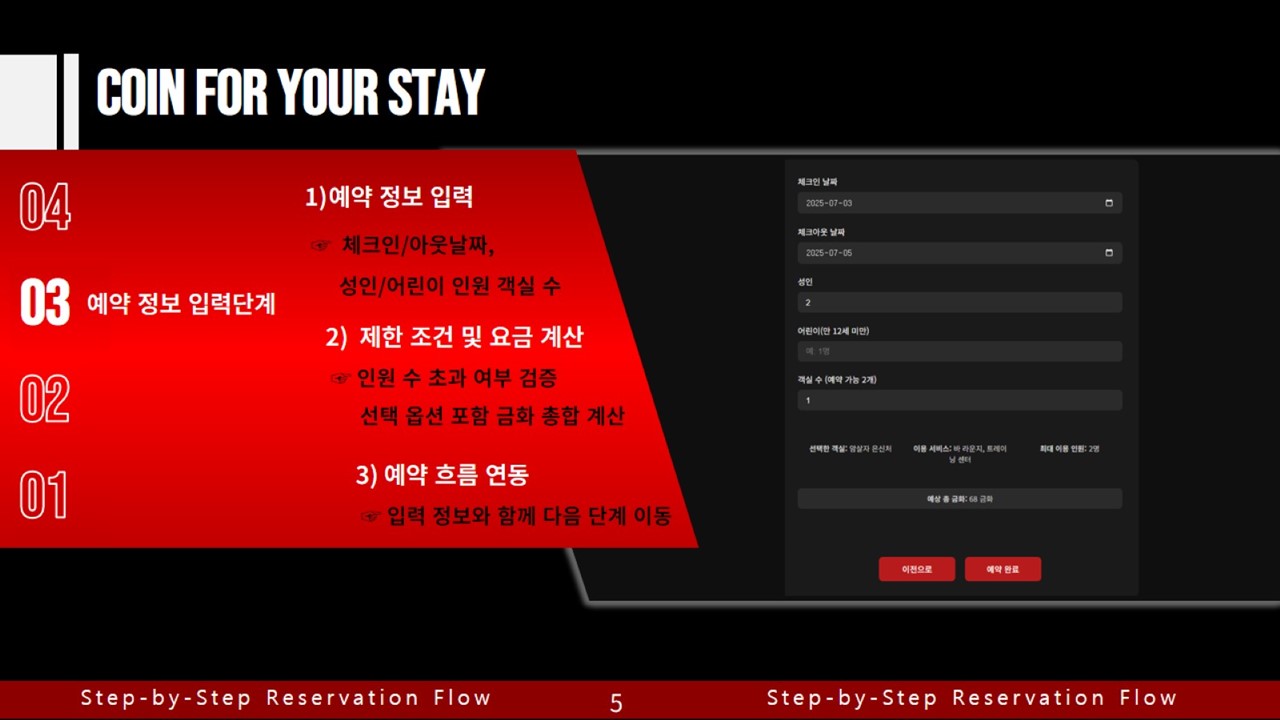 COIN FOR YOUR STAY
04
03 예약 정보 입력단계
02
01
1)예약 정보 입력
☞ 체크인/아웃날짜,
성인/어린이 인원 객실 수
2) 제한 조건 및 요금 계산
☞ 인원 수 초과 여부 검증
선택 옵션 포함 금화 총합 계산
3) 예약 흐름 연동
☞ 입력 정보와 함께 다음 단계 이동
체크인 날짜
2025-07-03
체크아웃 날짜
2025-07-05
성인
2
어린이(만 12세 미만)
예: 1명
객실 수 (예약 가능 2개)
1
선택한 객실: 암살자 은신처
이용 서비스: 바 라운지, 트레이
닝 센터
최대 이용 인원: 2명
예상 총 금화: 68 금화
이전으로
예약 완료
Step-by-Step Reservation Flow
5
Step-by-Step Reservation Flow